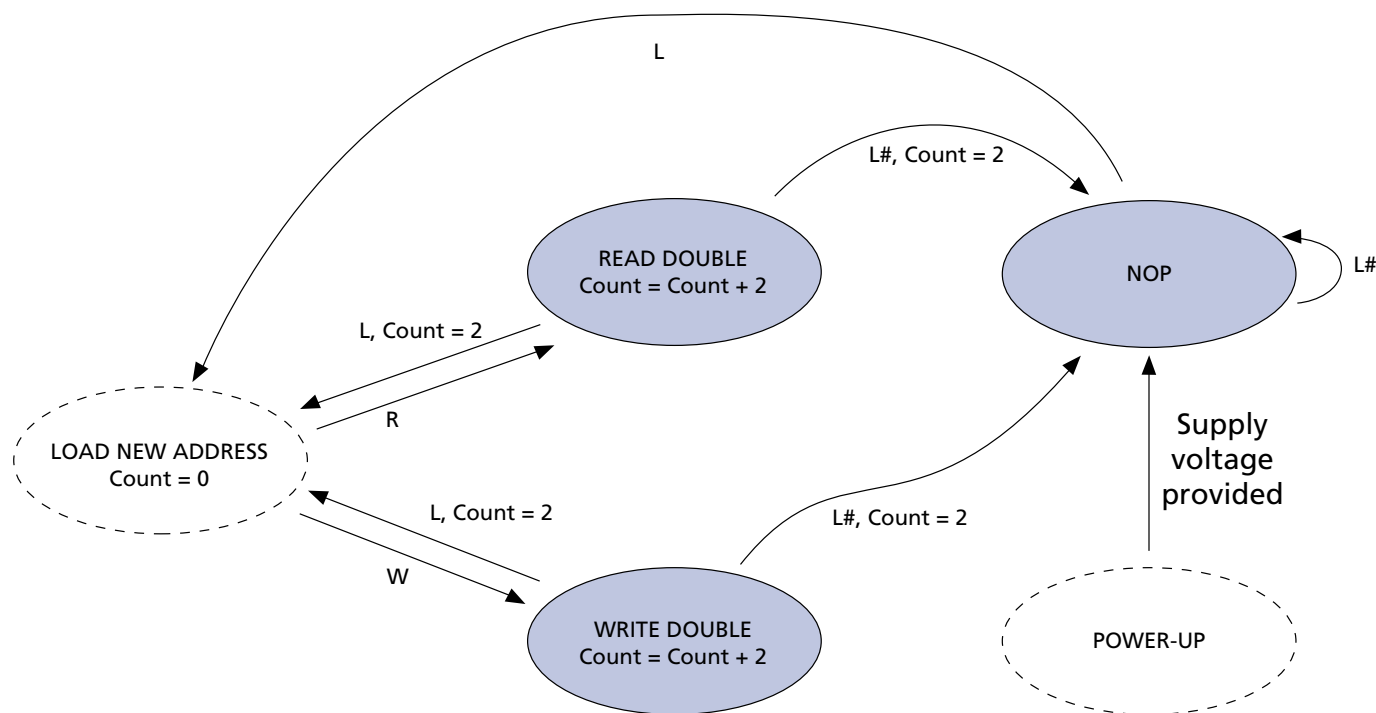 L
L#, Count = 2
READ DOUBLE
Count = Count + 2
NOP
L#
L, Count = 2
R
LOAD NEW ADDRESS
Count = 0
Supply
voltage
provided
L, Count = 2
L#, Count = 2
W
WRITE DOUBLE
Count = Count + 2
POWER-UP